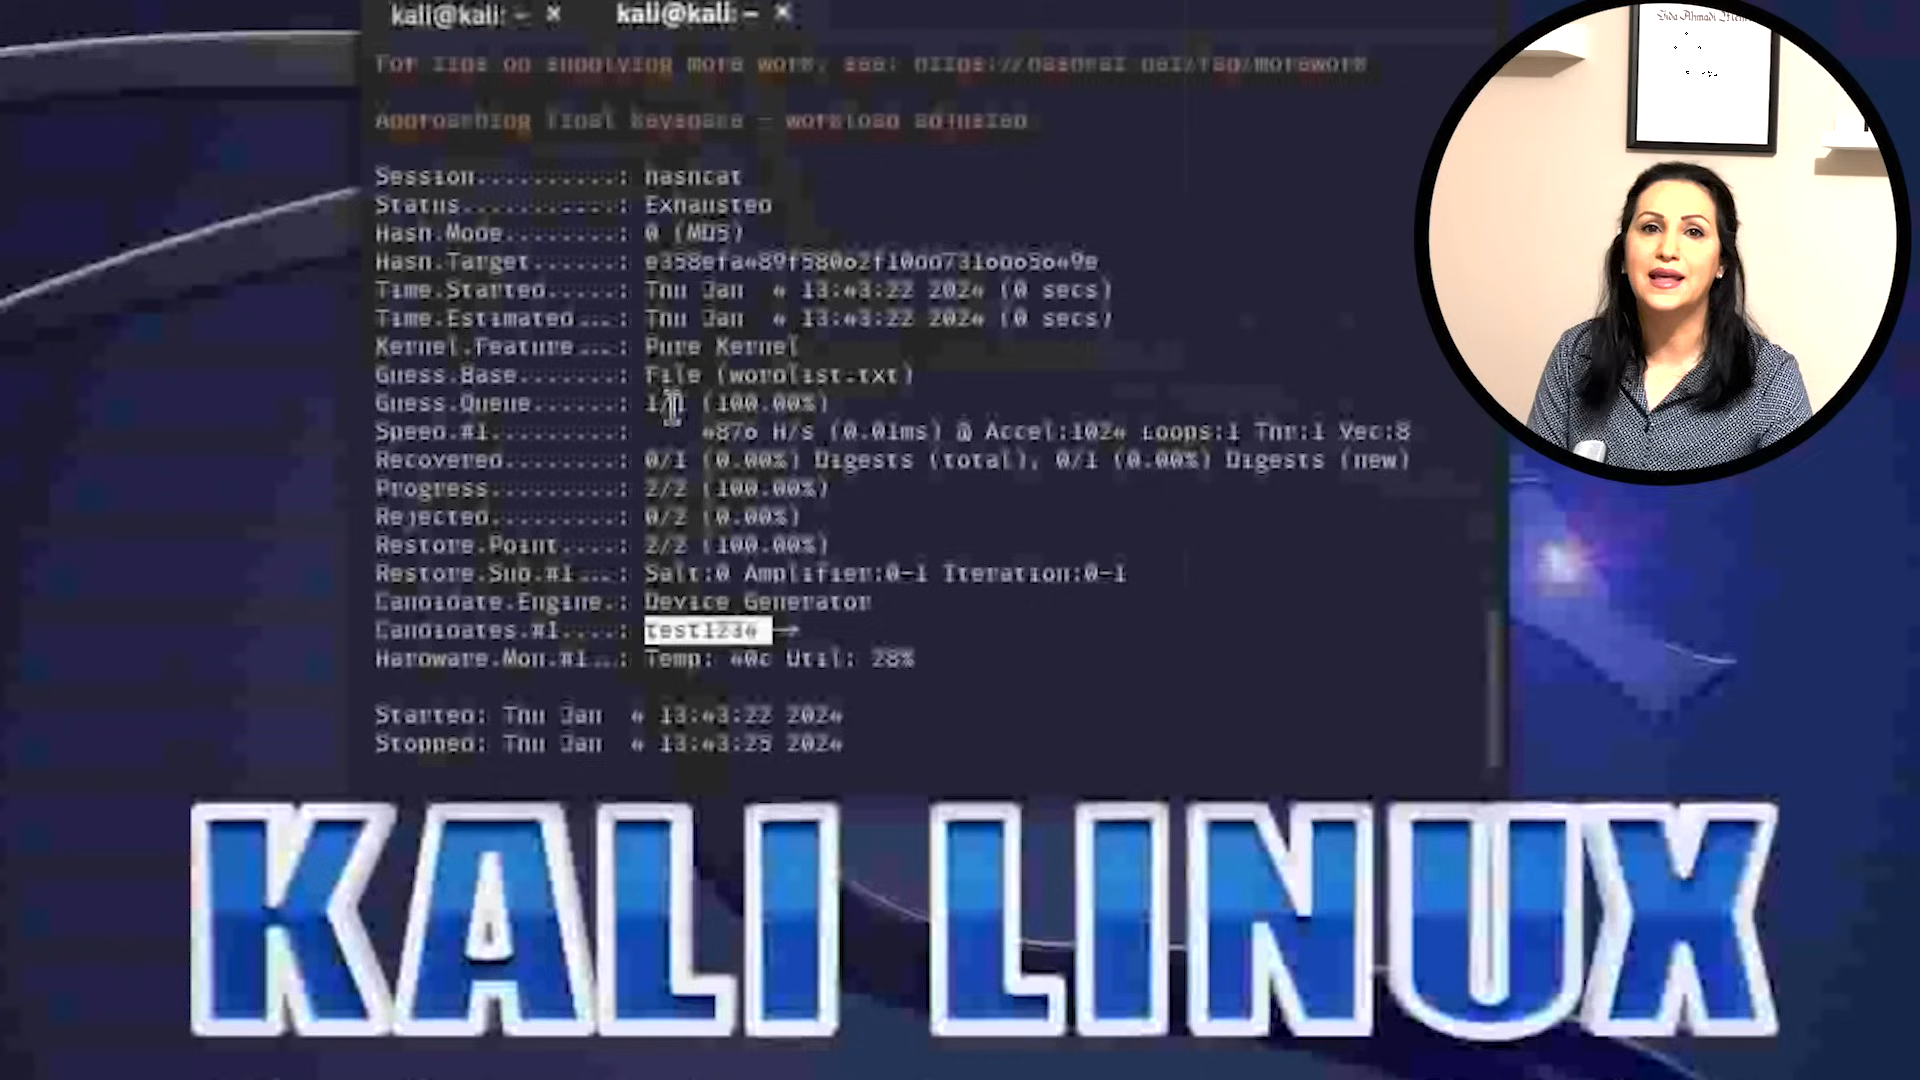 kali@kali: ~ ×
kali@kali: ~ ×
For tips on supplying more work, see: https://hashcat.net/faq/morework
Approaching final keyspace - workload adjusted.
Session..........: hashcat
Status...........: Exhausted
Hash.Mode........: 0 (MD5)
Hash.Target......:
Time.Started.....: Thu Jan 4 13:43:22 2024 (0 secs)
Time.Estimated...: Thu Jan 4 13:43:22 2024 (0 secs)
Kernel.Feature...: Pure Kernel
Guess.Base.......: File (wordlist.txt)
Guess.Queue......: 1/1 (100.00%)
Speed.#1.........: H/s (0.01ms) @ Accel:1024 Loops:1 Thr:1 Vec:8
Recovered........: 0/1 (0.00%) Digests (total), 0/1 (0.00%) Digests (new)
Progress.........: 2/2 (100.00%)
Rejected.........: 0/2 (0.00%)
Restore.Point....: 2/2 (100.00%)
Restore.Sub.#1...: Salt:0 Amplifier:0-1 Iteration:0-1
Candidate.Engine.: Device Generator
Candidates.#1....: test1234 ->
Hardware.Mon.#1..: Temp: 40c Util: 28%
Started: Thu Jan 4 13:43:22 2024
Stopped: Thu Jan 4 13:43:25 2024
KALI LINUX